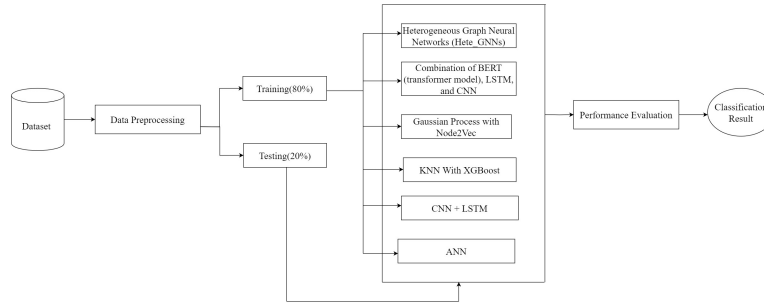 Dataset
Data Preprocessing
Training(80%)
Testing(20%)
Heterogeneous Graph Neural
Networks (Hete_GNNs)
Combination of BERT
(transformer model), LSTM,
and CNN
Gaussian Process with
Node2Vec
KNN With XGBoost
CNN + LSTM
ANN
Performance Evaluation
Classification
Result